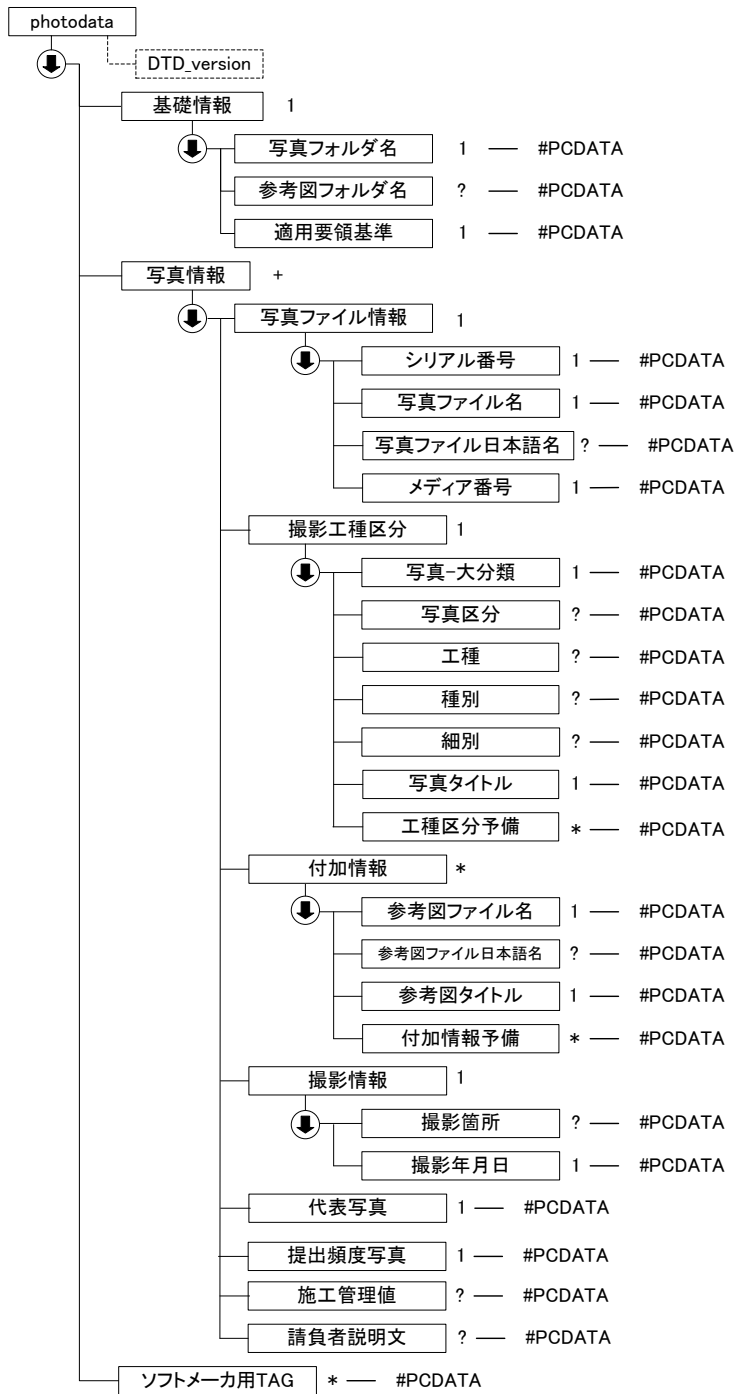 photodata
DTD_version
基礎情報 1
写真フォルダ名 1 #PCDATA
参考図フォルダ名 ? #PCDATA
適用要領基準 1 #PCDATA
写真情報 +
写真ファイル情報 1
シリアル番号 1 #PCDATA
写真ファイル名 1 #PCDATA
写真ファイル日本語名 ? #PCDATA
メディア番号 1 #PCDATA
撮影工種区分 1
写真-大分類 1 #PCDATA
写真区分 ? #PCDATA
工種 ? #PCDATA
種別 ? #PCDATA
細別 ? #PCDATA
写真タイトル 1 #PCDATA
工種区分予備 * #PCDATA
付加情報 *
参考図ファイル名 1 #PCDATA
参考図ファイル日本語名 ? #PCDATA
参考図タイトル 1 #PCDATA
付加情報予備 * #PCDATA
撮影情報 1
撮影箇所 ? #PCDATA
撮影年月日 1 #PCDATA
代表写真 1 #PCDATA
提出頻度写真 1 #PCDATA
施工管理値 ? #PCDATA
請負者説明文 ? #PCDATA
ソフトメーカ用TAG * #PCDATA